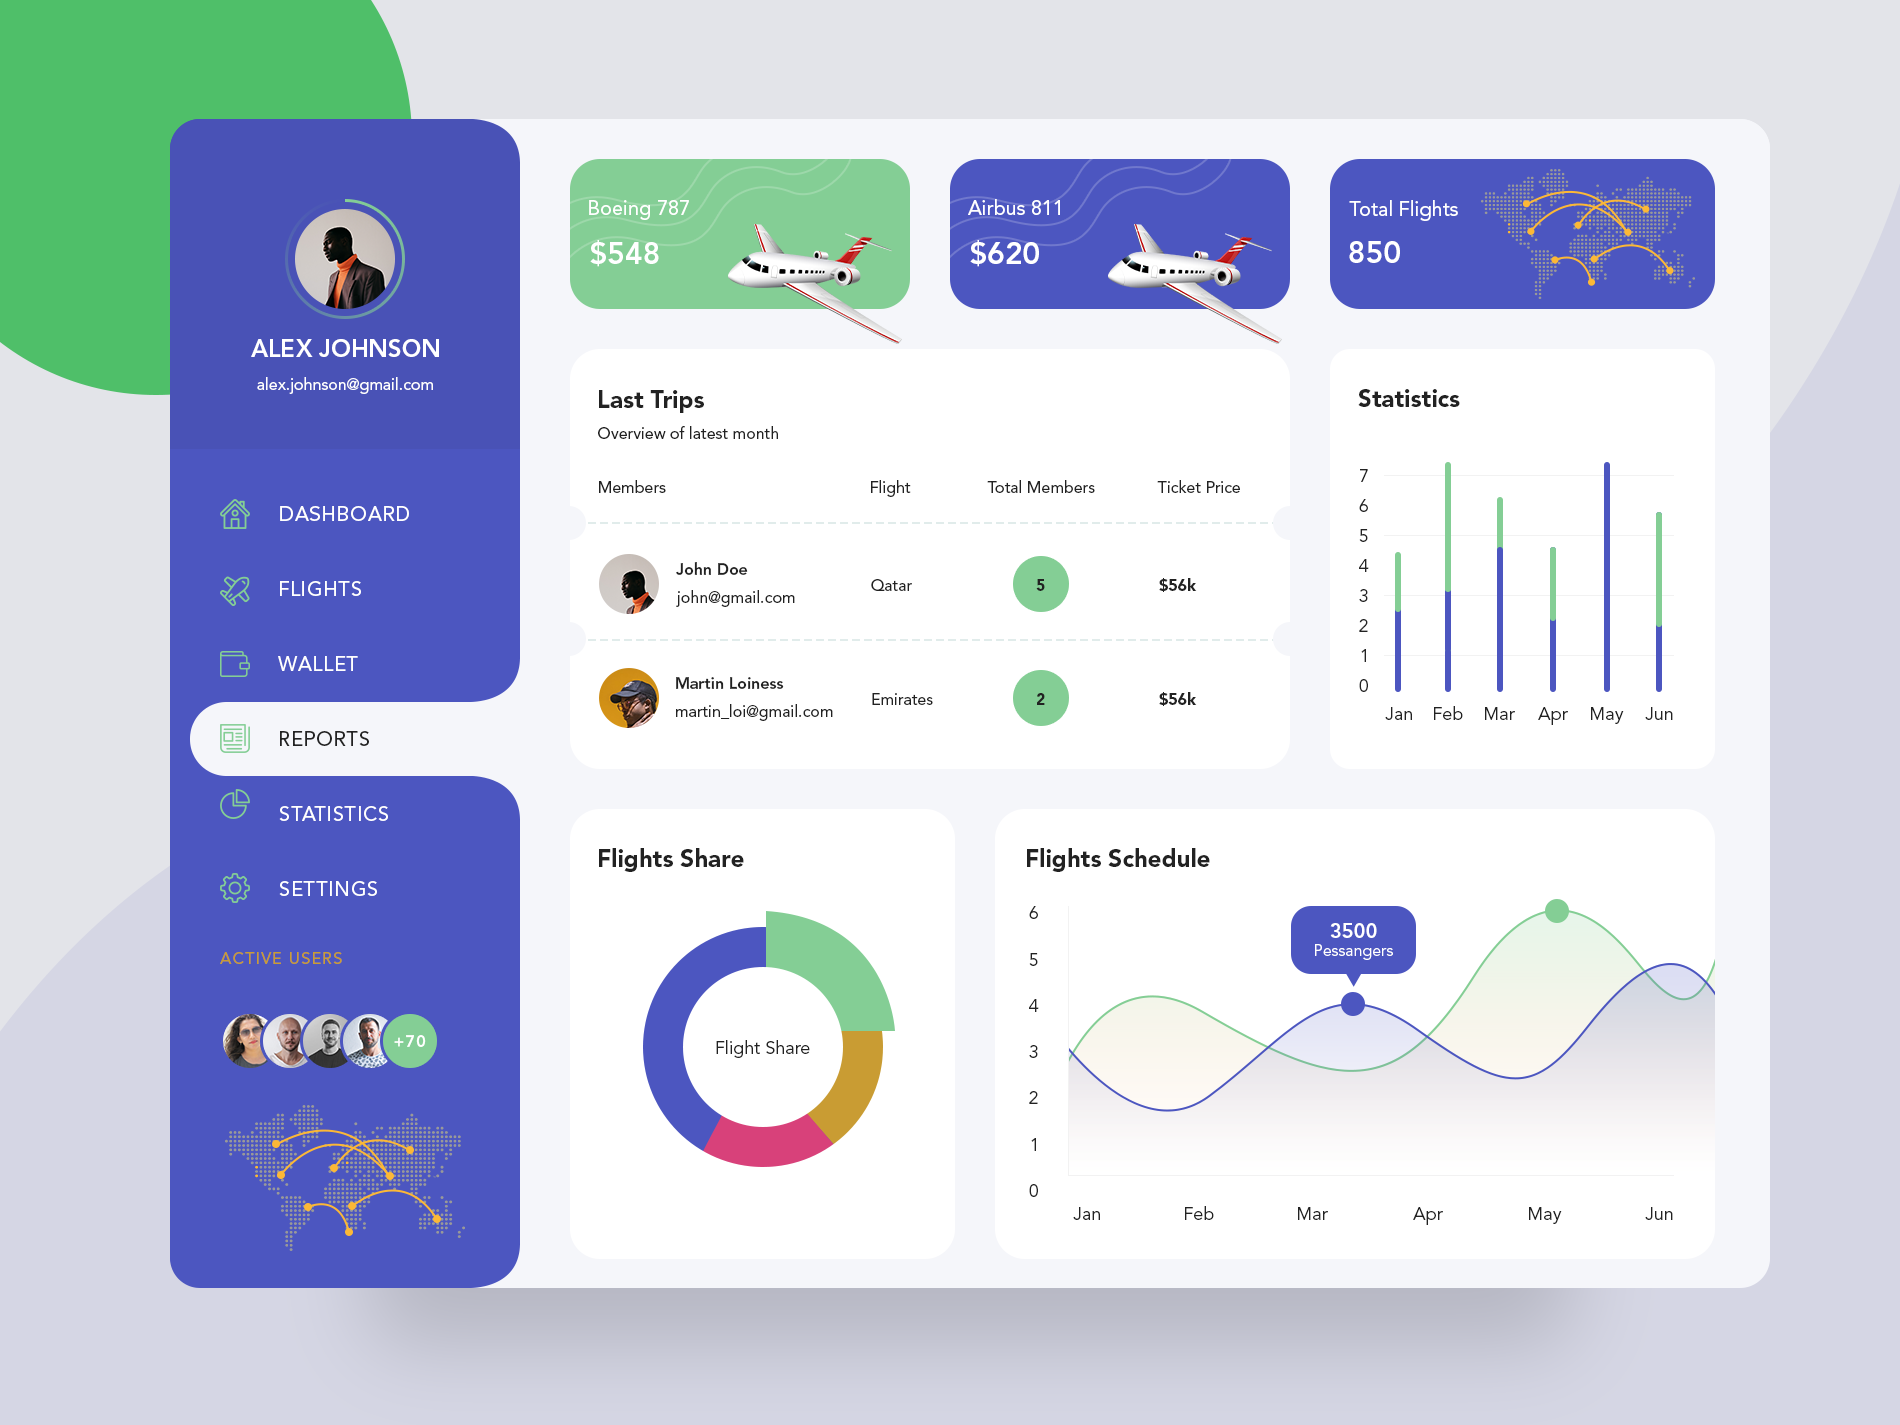 ALEX JOHNSON
alex.johnson@gmail.com
DASHBOARD
FLIGHTS
WALLET
REPORTS
STATISTICS
SETTINGS
ACTIVE USERS
+70
Boeing 787
$548
Airbus 811
$620
Total Flights
850
Last Trips
Overview of latest month
Members Flight Total Members Ticket Price
John Doe
john@gmail.com
Qatar
5
$56k
Martin Loiness
martin_loi@gmail.com
Emirates
2
$56k
Statistics
7
6
5
4
3
2
1
0
Jan Feb Mar Apr May Jun
Flights Share
Flight Share
Flights Schedule
3500
Pessangers
6
5
4
3
2
1
0
Jan Feb Mar Apr May Jun